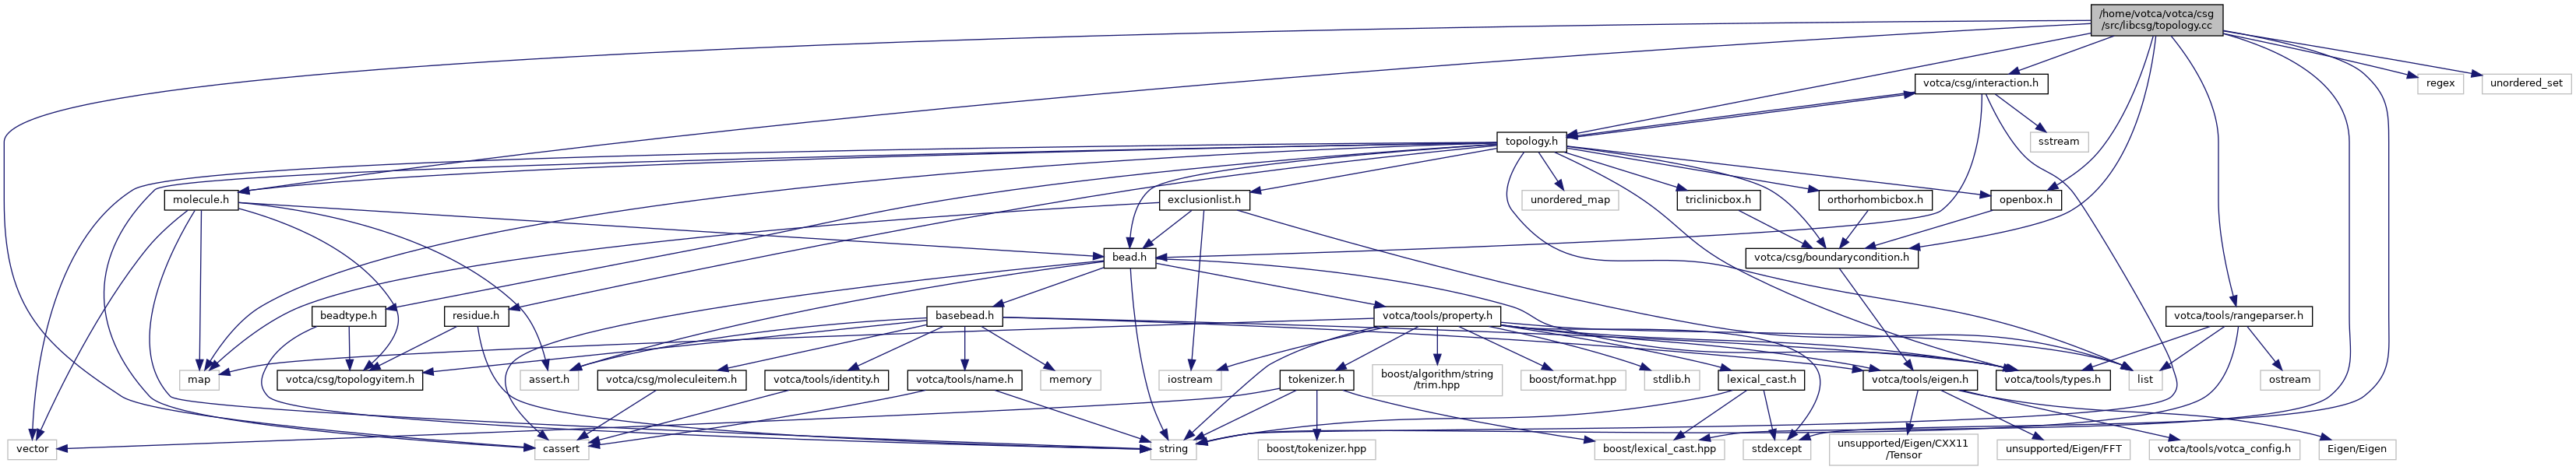 /home/votca/votca/csg
/src/libcsg/topology.cc
votca/csg/interaction.h
regex
unordered_set
topology.h
sstream
molecule.h
exclusionlist.h
unordered_map
triclinicbox.h
orthorhombicbox.h
openbox.h
bead.h
votca/csg/boundarycondition.h
beadtype.h
residue.h
basebead.h
votca/tools/property.h
votca/tools/rangeparser.h
map
votca/csg/topologyitem.h
assert.h
votca/csg/moleculeitem.h
votca/tools/identity.h
votca/tools/name.h
memory
iostream
tokenizer.h
boost/algorithm/string
/trim.hpp
boost/format.hpp
stdlib.h
lexical_cast.h
votca/tools/eigen.h
votca/tools/types.h
list
ostream
vector
cassert
string
boost/tokenizer.hpp
boost/lexical_cast.hpp
stdexcept
unsupported/Eigen/CXX11
/Tensor
unsupported/Eigen/FFT
votca/tools/votca_config.h
Eigen/Eigen